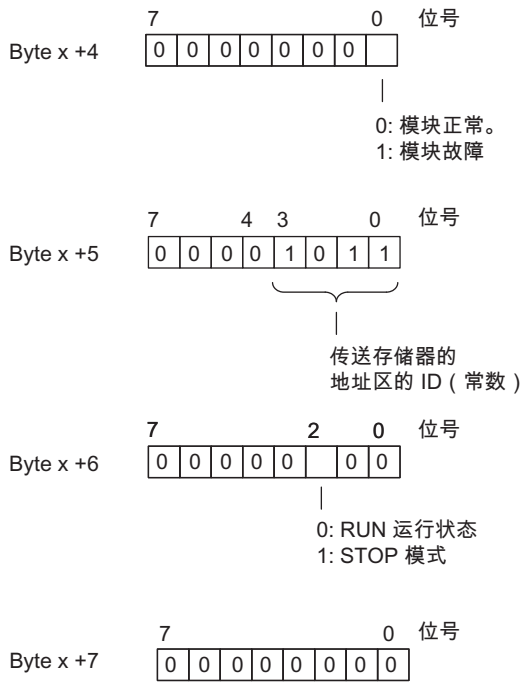 7 0 位号
Byte x +4 0 0 0 0 0 0 0
0: 模块正常。
1: 模块故障
7 4 3 0 位号
Byte x +5 0 0 0 0 1 0 1 1
传送存储器的
地址区的 ID ( 常数 )
7 2 0 位号
Byte x +6 0 0 0 0 0 0 0
0: RUN 运行状态
1: STOP 模式
7 0 位号
Byte x +7 0 0 0 0 0 0 0 0